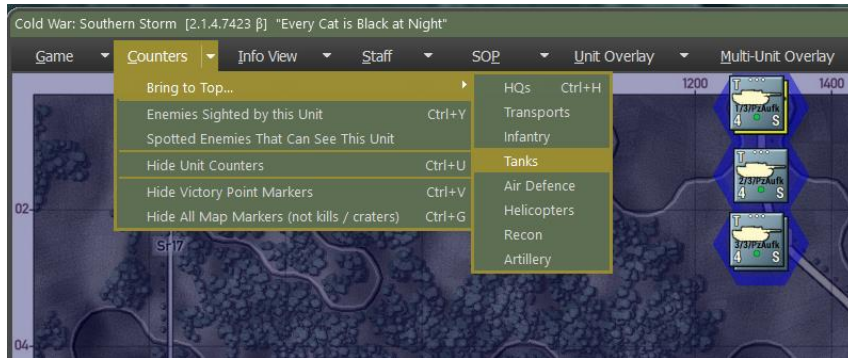 Cold War: Southern Storm [2.1.4.7423 β] "Every Cat is Black at Night"
Game Counters Info View Staff SOP Unit Overlay Multi-Unit Overlay
1200 1400
Bring to Top...
Enemies Sighted by this Unit Ctrl+Y
Spotted Enemies That Can See This Unit
Hide Unit Counters Ctrl+U
Hide Victory Point Markers Ctrl+V
Hide All Map Markers (not kills / craters) Ctrl+G
HQs Ctrl+H
Transports
Infantry
Tanks
Air Defence
Helicopters
Recon
Artillery
T
1/3/PzAufk
4 S
T
2/3/PzAufk
4 S
T
3/3/PzAufk
4 S
02
Sr17
04